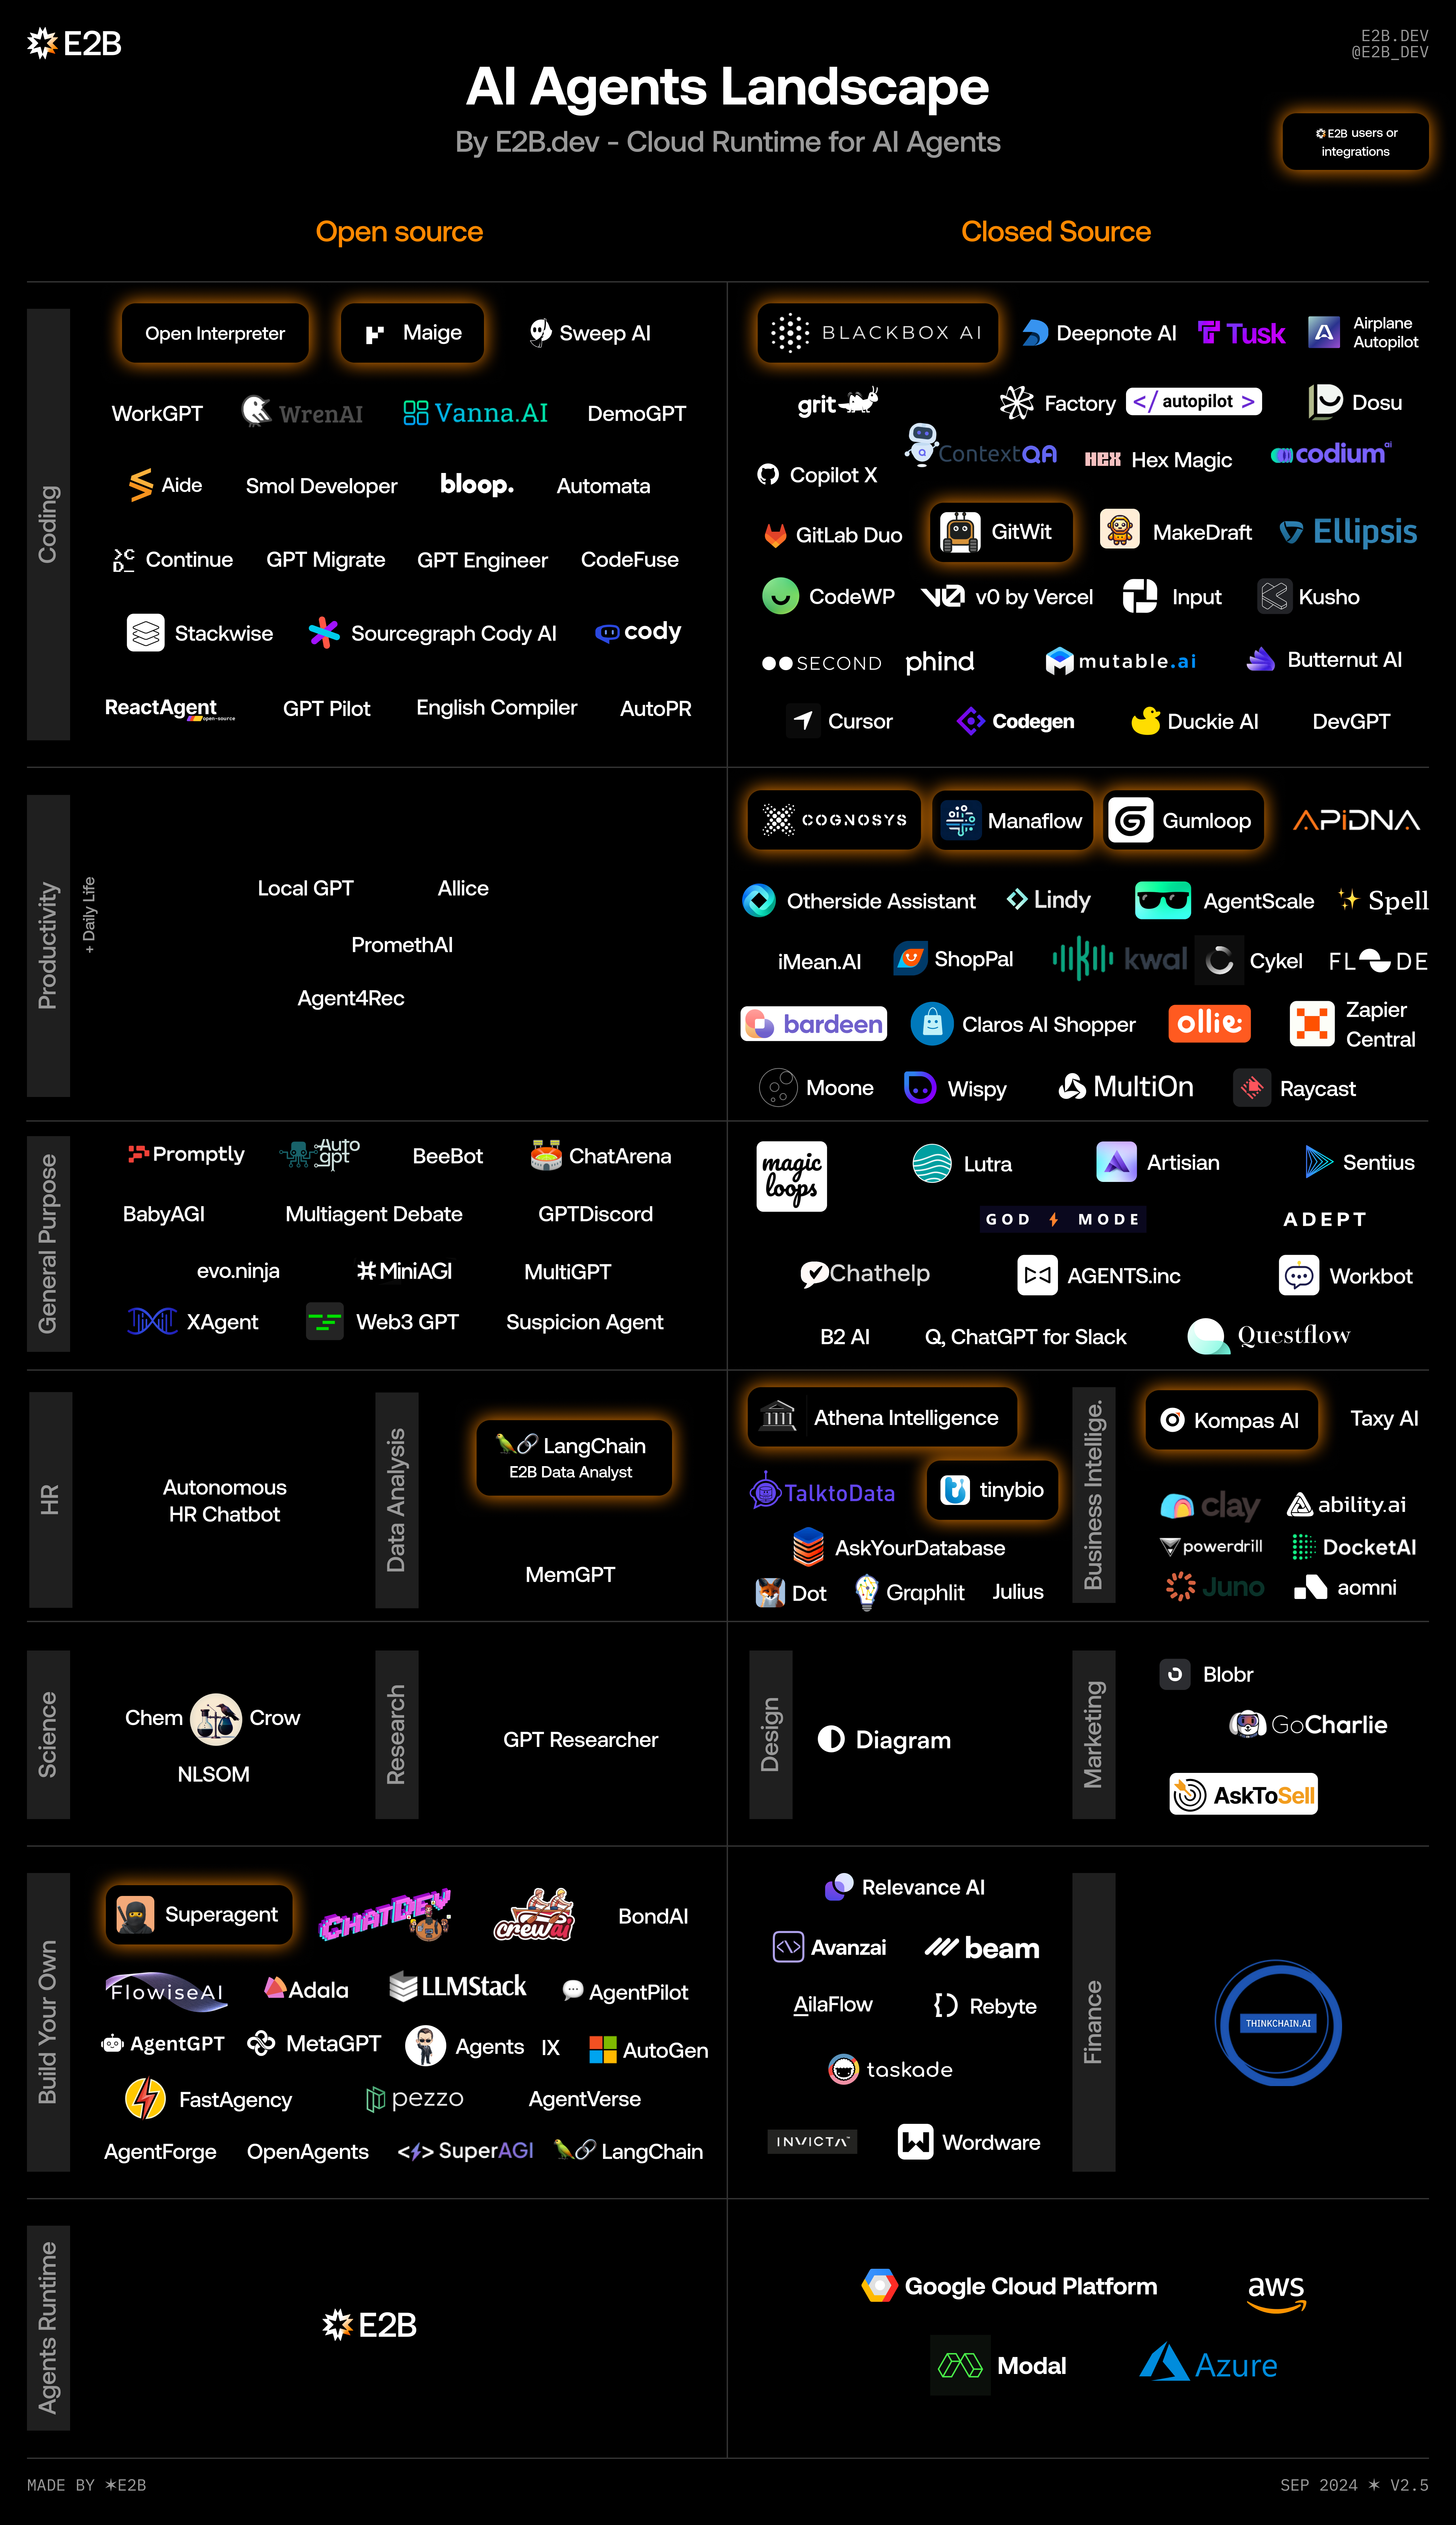 E2B
E2B.DEV
@E2B_DEV
AI Agents Landscape
By E2B.dev - Cloud Runtime for AI Agents
E2B users or
integrations
Open source
Closed Source
Coding
Open Interpreter
Maige
Sweep AI
WorkGPT
WrenAI
Vanna.AI
DemoGPT
Aide
Smol Developer
bloop.
Automata
>C
D_
Continue
GPT Migrate
GPT Engineer
CodeFuse
Stackwise
Sourcegraph Cody AI
cody
ReactAgent
open-source
GPT Pilot
English Compiler
AutoPR
BLACKBOX AI
Deepnote AI
Tusk
Airplane
Autopilot
grit
Factory
</ autopilot >
Dosu
Copilot X
ContextQA
HEX Hex Magic
codium ai
GitLab Duo
GitWit
MakeDraft
Ellipsis
CodeWP
v0 by Vercel
Input
Kusho
SECOND
phind
mutable.ai
Butternut AI
Cursor
Codegen
Duckie AI
DevGPT
Productivity
+ Daily Life
Local GPT
Allice
PromethAI
Agent4Rec
COGNOSYS
Manaflow
Gumloop
APiDNA
Otherside Assistant
Lindy
AgentScale
Spell
iMean.AI
ShopPal
kwal
Cykel
FL DE
bardeen
Claros AI Shopper
ollie
Zapier
Central
Moone
Wispy
MultiOn
Raycast
General Purpose
Promptly
Auto
gpt
BeeBot
ChatArena
BabyAGI
Multiagent Debate
GPTDiscord
evo.ninja
MiniAGI
MultiGPT
XAgent
Web3 GPT
Suspicion Agent
magic
loops
Lutra
Artisian
Sentius
GOD MODE
ADEPT
Chathelp
AGENTS.inc
Workbot
B2 AI
Q, ChatGPT for Slack
Questflow
HR
Autonomous
HR Chatbot
Data Analysis
LangChain
E2B Data Analyst
MemGPT
Athena Intelligence
TalktoData
tinybio
AskYourDatabase
Dot
Graphlit
Julius
Business Intellige.
Kompas AI
Taxy AI
clay
ability.ai
powerdrill
DocketAI
Juno
aomni
Science
Chem Crow
NLSOM
Research
GPT Researcher
Design
Diagram
Marketing
Blobr
GoCharlie
AskToSell
Build Your Own
Superagent
CHATDEV
crewai
BondAI
FlowiseAI
Adala
LLMStack
AgentPilot
AgentGPT
MetaGPT
Agents
IX
AutoGen
FastAgency
pezzo
AgentVerse
AgentForge
OpenAgents
SuperAGI
LangChain
Relevance AI
Avanzai
beam
AilaFlow
Rebyte
taskade
INVICTA
Wordware
Finance
THINKCHAIN.AI
Agents Runtime
E2B
Google Cloud Platform
aws
Modal
Azure
MADE BY ✶E2B
SEP 2024 ✶ V2.5